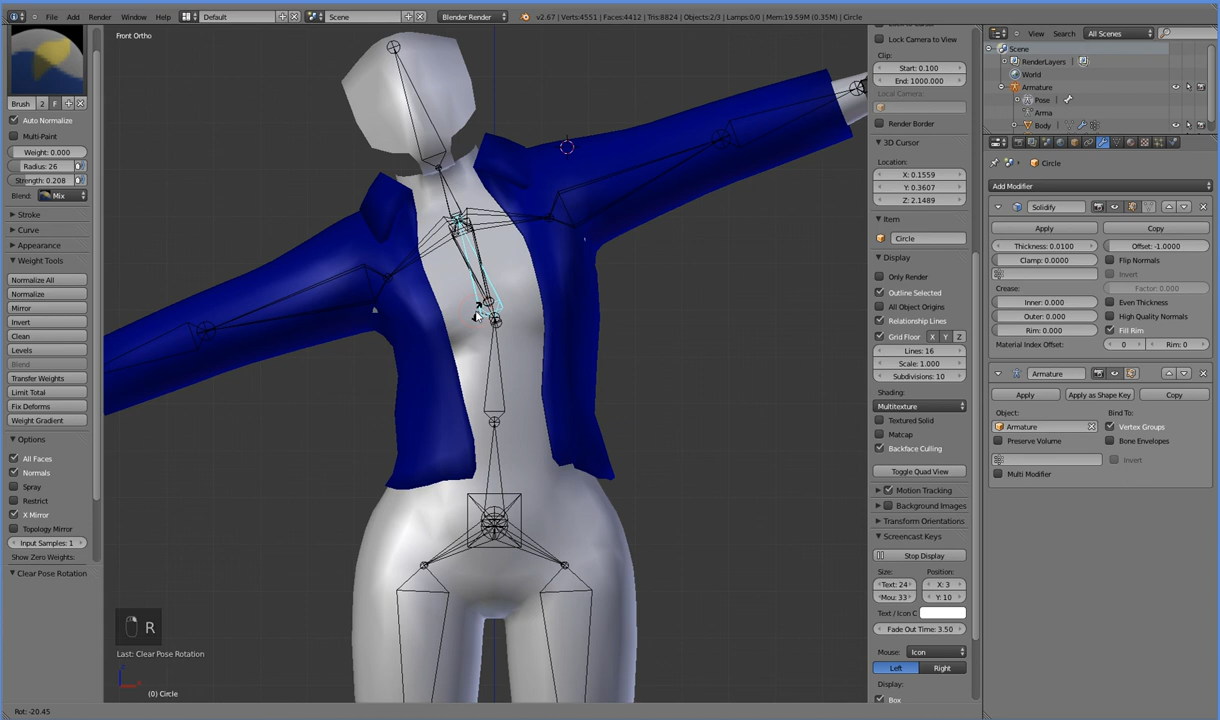 File Add Render Window Help Default Scene Blender Render v2.67 | Verts:4551 | Faces:4412 | Tris:8824 | Objects:2/3 | Lamps:0/0 | Mem:19.59M (0.35M) | Circle
Brush 2 F
Auto Normalize
Multi-Paint
Weight: 0.000
Radius: 26
Strength: 0.208
Blend: Mix
Stroke
Curve
Appearance
Weight Tools
Normalize All
Normalize
Mirror
Invert
Clean
Levels
Blend
Transfer Weights
Limit Total
Fix Deforms
Weight Gradient
Options
All Faces
Normals
Spray
Restrict
X Mirror
Topology Mirror
Input Samples: 1
Show Zero Weights:
Clear Pose Rotation
Front Ortho
R
Last: Clear Pose Rotation
(0) Circle
Rot: -20.45
Lock Camera to View
Clip:
Start: 0.100
End: 1000.000
Local Camera:
Render Border
3D Cursor
Location:
X: 0.1559
Y: 0.3607
Z: 2.1489
Item
Circle
Display
Only Render
Outline Selected
All Object Origins
Relationship Lines
Grid Floor X Y Z
Lines: 16
Scale: 1.000
Subdivisions: 10
Shading:
Multitexture
Textured Solid
Matcap
Backface Culling
Toggle Quad View
Motion Tracking
Background Images
Transform Orientations
Screencast Keys
Stop Display
Size: Position:
Text: 24 X: 3
Mou: 33 Y: 10
Text / Icon C
Fade Out Time: 3.50
Mouse: Icon
Left Right
Display:
Box
View Search All Scenes
Scene
RenderLayers
World
Armature
Pose
Arma
Body
Circle
Add Modifier
Solidify
Apply Copy
Thickness: 0.0100 Offset: -1.0000
Clamp: 0.0000 Flip Normals
Invert
Crease: Factor: 0.000
Inner: 0.000 Even Thickness
Outer: 0.000 High Quality Normals
Rim: 0.000 Fill Rim
Material Index Offset: 0 Rim: 0
Armature
Apply Apply as Shape Key Copy
Object: Bind To:
Armature Vertex Groups
Preserve Volume Bone Envelopes
Invert
Multi Modifier